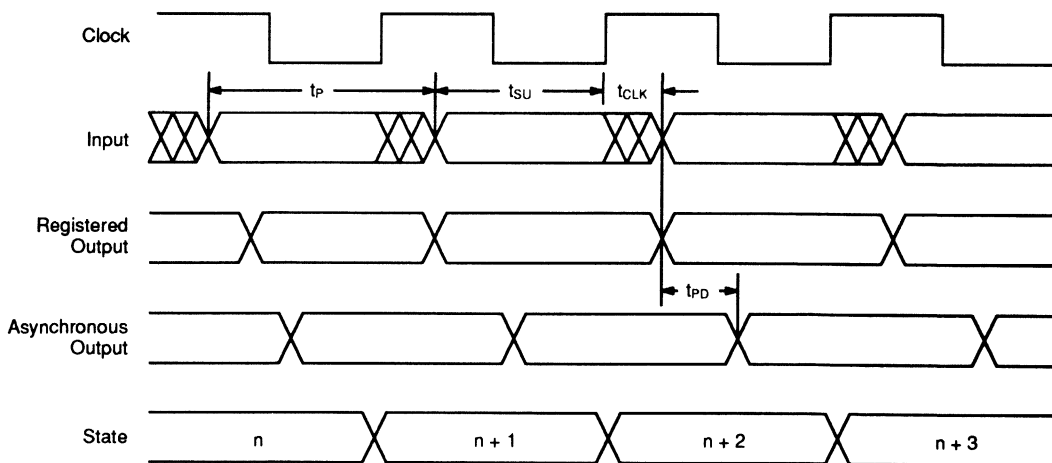 Clock
tP
tSU
tCLK
Input
Registered
Output
tPD
Asynchronous
Output
State
n
n + 1
n + 2
n + 3